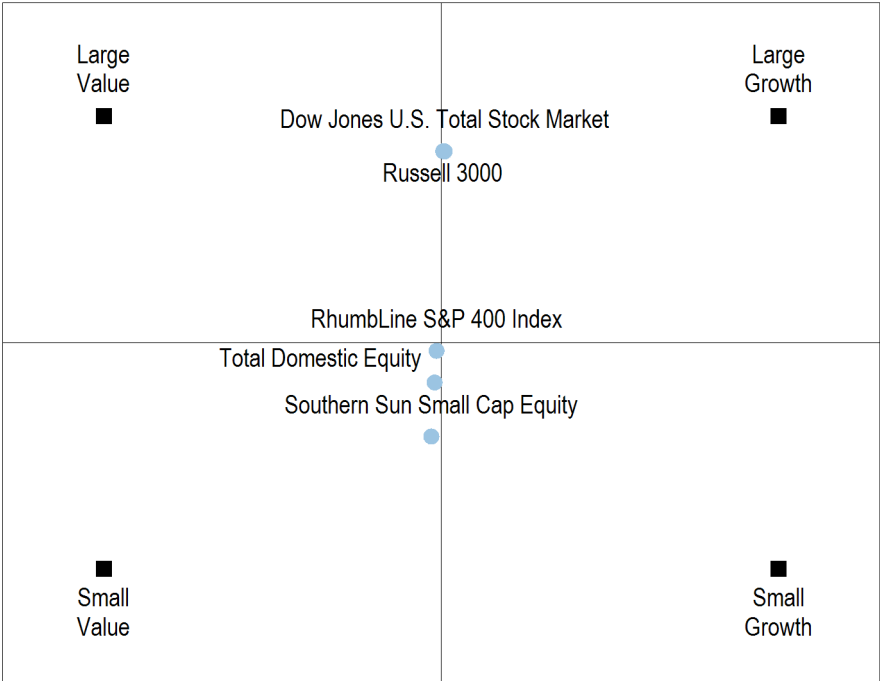 Large
Value
Large
Growth
Dow Jones U.S. Total Stock Market
Russell 3000
RhumbLine S&P 400 Index
Total Domestic Equity
Southern Sun Small Cap Equity
Small
Value
Small
Growth